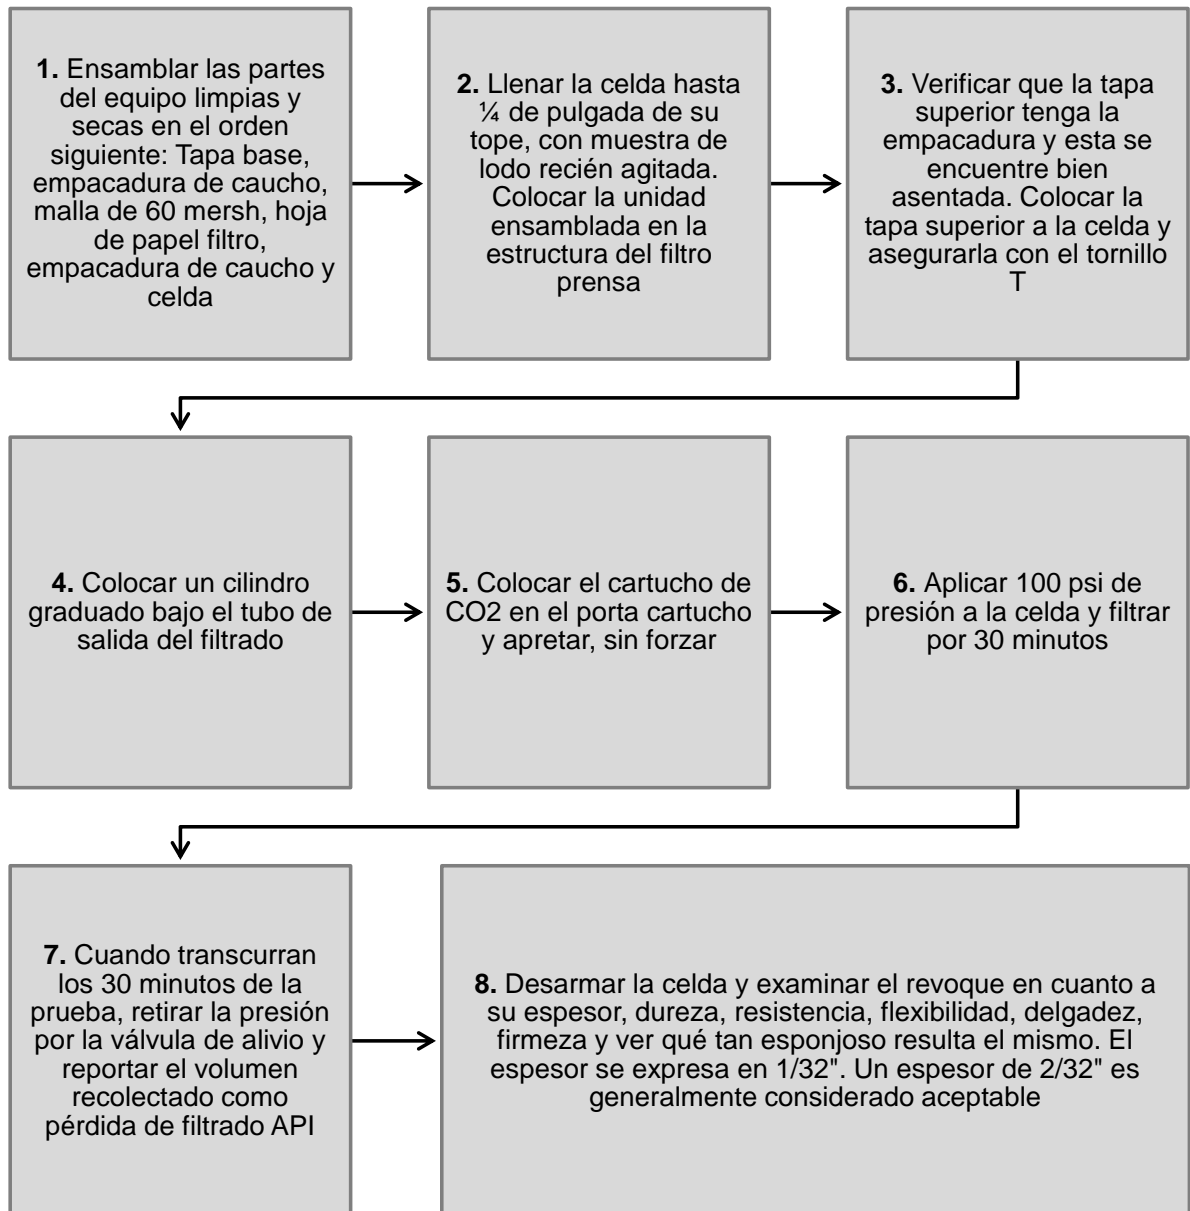 1. Ensamblar las partes
del equipo limpias y
secas en el orden
siguiente: Tapa base,
empacadura de caucho,
malla de 60 mersh, hoja
de papel filtro,
empacadura de caucho y
celda
2. Llenar la celda hasta
¼ de pulgada de su
tope, con muestra de
lodo recién agitada.
Colocar la unidad
ensamblada en la
estructura del filtro
prensa
3. Verificar que la tapa
superior tenga la
empacadura y esta se
encuentre bien
asentada. Colocar la
tapa superior a la celda y
asegurarla con el tornillo
T
4. Colocar un cilindro
graduado bajo el tubo de
salida del filtrado
5. Colocar el cartucho de
CO2 en el porta cartucho
y apretar, sin forzar
6. Aplicar 100 psi de
presión a la celda y filtrar
por 30 minutos
7. Cuando transcurran
los 30 minutos de la
prueba, retirar la presión
por la válvula de alivio y
reportar el volumen
recolectado como
pérdida de filtrado API
8. Desarmar la celda y examinar el revoque en cuanto a
su espesor, dureza, resistencia, flexibilidad, delgadez,
firmeza y ver qué tan esponjoso resulta el mismo. El
espesor se expresa en 1/32". Un espesor de 2/32" es
generalmente considerado aceptable